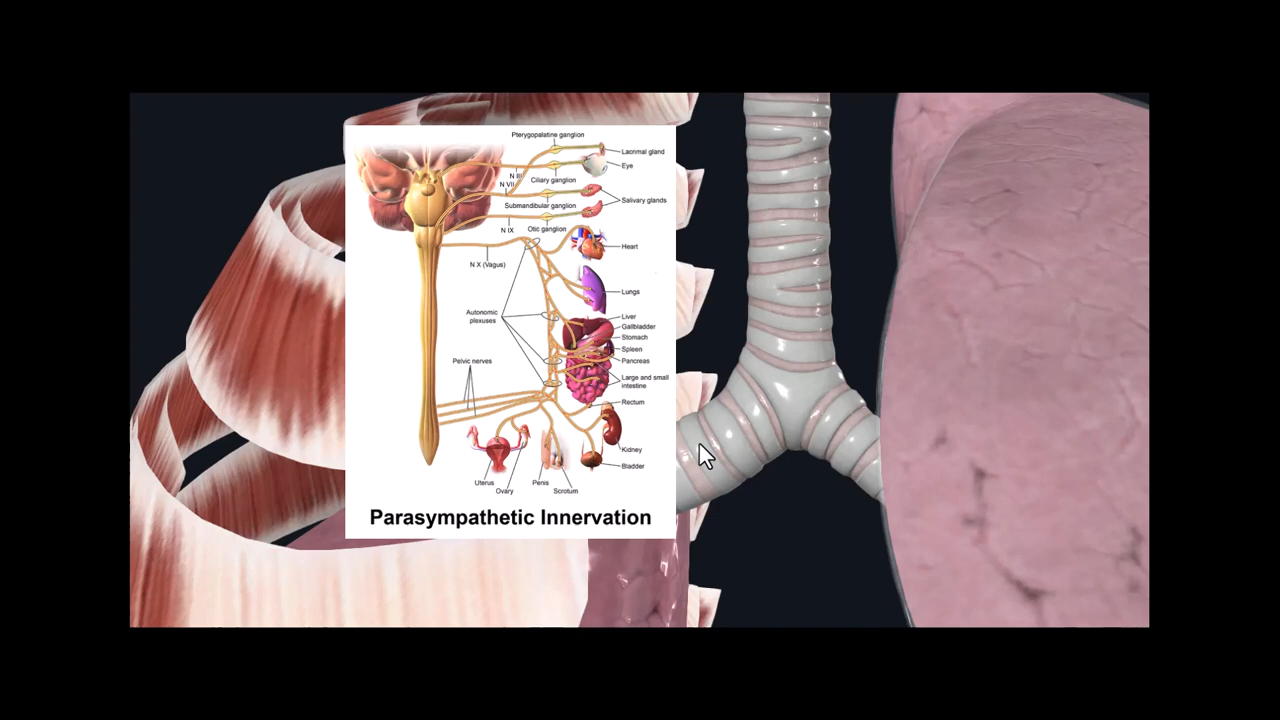 Pterygopalatine ganglion
Lacrimal gland
Eye
N III
N VII
Ciliary ganglion
Submandibular ganglion
Salivary glands
Otic ganglion
N IX
Heart
N X (Vagus)
Lungs
Autonomic
plexuses
Liver
Gallbladder
Stomach
Spleen
Pancreas
Pelvic nerves
Large and small
intestine
Rectum
Kidney
Bladder
Uterus
Ovary
Penis
Scrotum
Parasympathetic Innervation